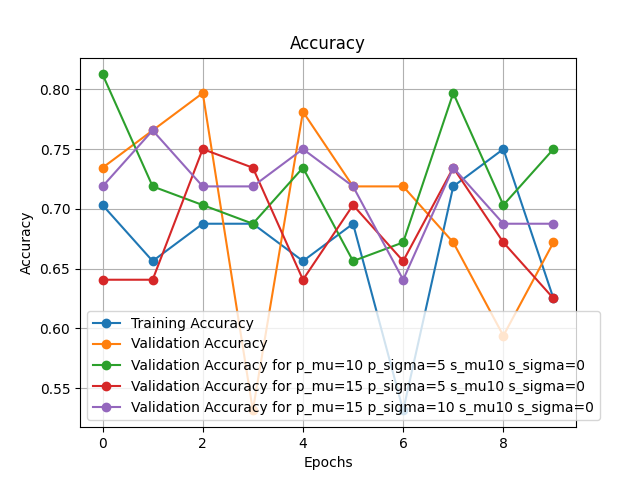 Accuracy
0.80
0.75
0.70
0.65
0.60
0.55
Accuracy
Training Accuracy
Validation Accuracy
Validation Accuracy for p_mu=10 p_sigma=5 s_mu10 s_sigma=0
Validation Accuracy for p_mu=15 p_sigma=5 s_mu10 s_sigma=0
Validation Accuracy for p_mu=15 p_sigma=10 s_mu10 s_sigma=0
0 2 4 6 8
Epochs